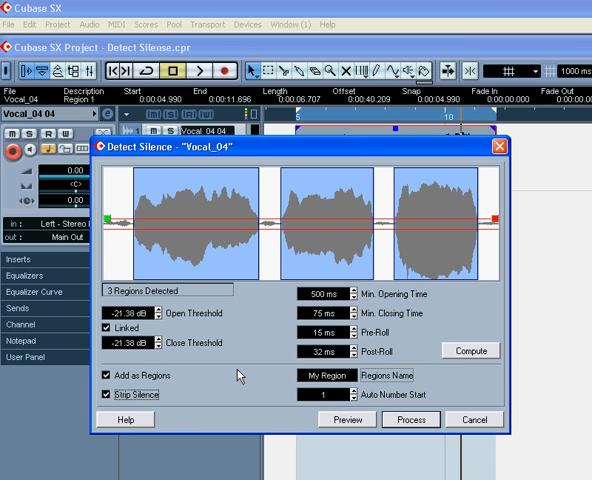 Cubase SX
File Edit Project Audio MIDI Scores Pool Transport Devices Window (1) Help
Cubase SX Project - Detect Silense.cpr
1000 ms
File Description Start End Length Offset Snap Fade In Fade Out
Vocal_04 Region 1 0:00:04.990 0:00:11.696 0:00:06.707 0:00:40.209 0:00:04.990 0:00:00.000 0:00:00.000
Vocal_04 04
5 10
M S R W
M S Vocal 04 04
0.00
<C>
0.00
in : Left - Stereo I
out : Main Out
Inserts
Equalizers
Equalizer Curve
Sends
Channel
Notepad
User Panel
Detect Silence - "Vocal_04"
3 Regions Detected
-21.38 dB Open Threshold
Linked
-21.38 dB Close Threshold
500 ms Min. Opening Time
75 ms Min. Closing Time
15 ms Pre-Roll
32 ms Post-Roll
Compute
Add as Regions
Strip Silence
My Region Regions Name
1 Auto Number Start
Help Preview Process Cancel